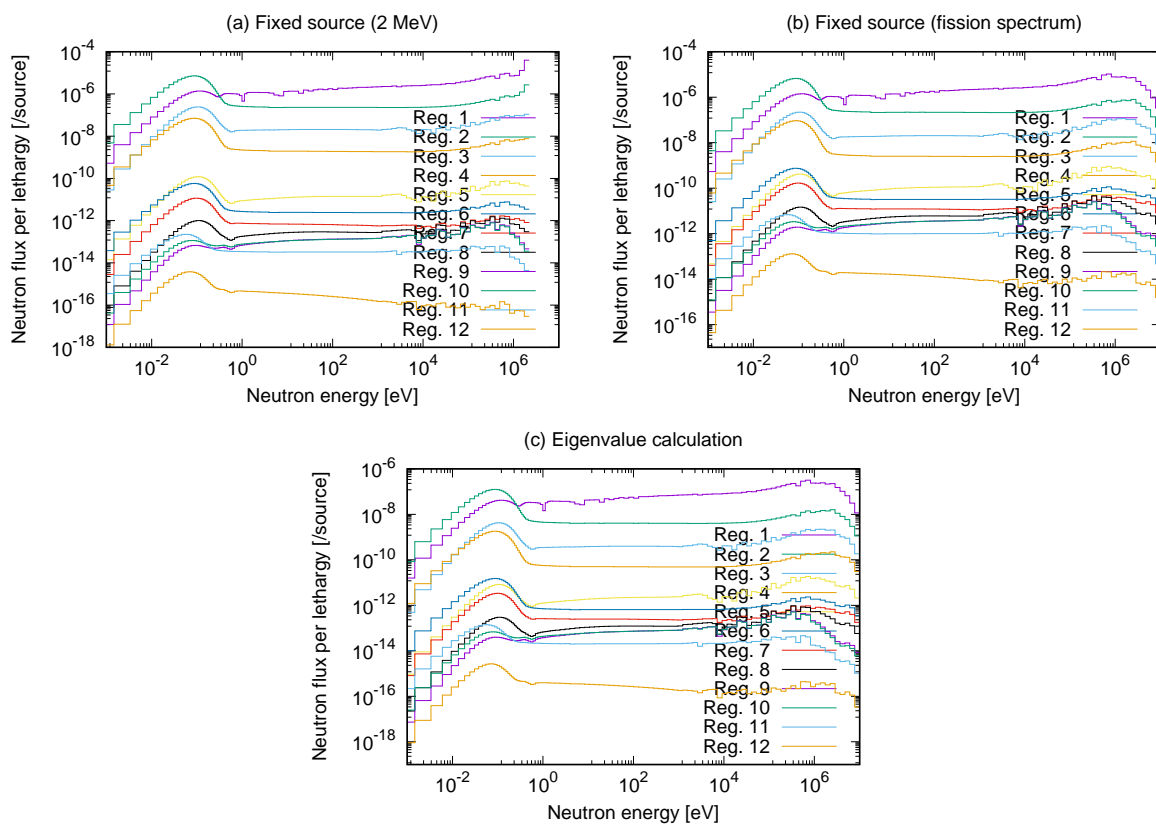 (a) Fixed source (2 MeV)
Neutron flux per lethargy [/source]
10^-4
10^-6
10^-8
10^-10
10^-12
10^-14
10^-16
10^-18
Reg. 1
Reg. 2
Reg. 3
Reg. 4
Reg. 5
Reg. 6
Reg. 7
Reg. 8
Reg. 9
Reg. 10
Reg. 11
Reg. 12
10^-2 10^0 10^2 10^4 10^6
Neutron energy [eV]
(b) Fixed source (fission spectrum)
Neutron flux per lethargy [/source]
10^-4
10^-6
10^-8
10^-10
10^-12
10^-14
10^-16
Reg. 1
Reg. 2
Reg. 3
Reg. 4
Reg. 5
Reg. 6
Reg. 7
Reg. 8
Reg. 9
Reg. 10
Reg. 11
Reg. 12
10^-2 10^0 10^2 10^4 10^6
Neutron energy [eV]
(c) Eigenvalue calculation
Neutron flux per lethargy [/source]
10^-6
10^-8
10^-10
10^-12
10^-14
10^-16
10^-18
Reg. 1
Reg. 2
Reg. 3
Reg. 4
Reg. 5
Reg. 6
Reg. 7
Reg. 8
Reg. 9
Reg. 10
Reg. 11
Reg. 12
10^-2 10^0 10^2 10^4 10^6
Neutron energy [eV]